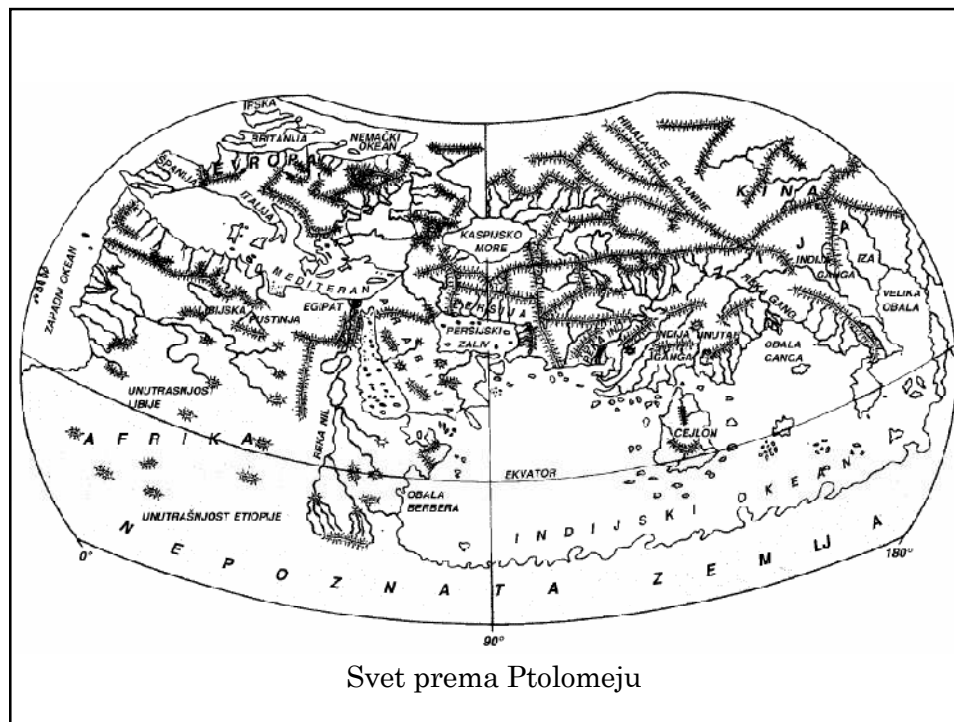 IRSKA
BRITANIJA
NEMAČKI
OKEAN
ŠPANIJA
EVROPA
ITALIJA
HIMALAJSKE PLANINE
KINA
KASPIJSKO
MORE
ZAPADNI OKEAN
MEDITERAN
EGIPAT
PUSTINJA
PERSIJA
PERSIJSKI
ZALIV
REKA GANG
INDIJA
GANGA
IZA
VELIKA
OBALA
INDIJA
UNUTAR
GANGA
OBALA
GANGA
UNUTRAŠNJOST
LIBIJE
AFRIKA
REKA NIL
CEJLON
EKVATOR
OBALA
BERBERA
UNUTRAŠNJOST ETIOPIJE
INDIJSKI OKEAN
NEPOZNATA ZEMLJA
0°
180°
90°
Svet prema Ptolomeju